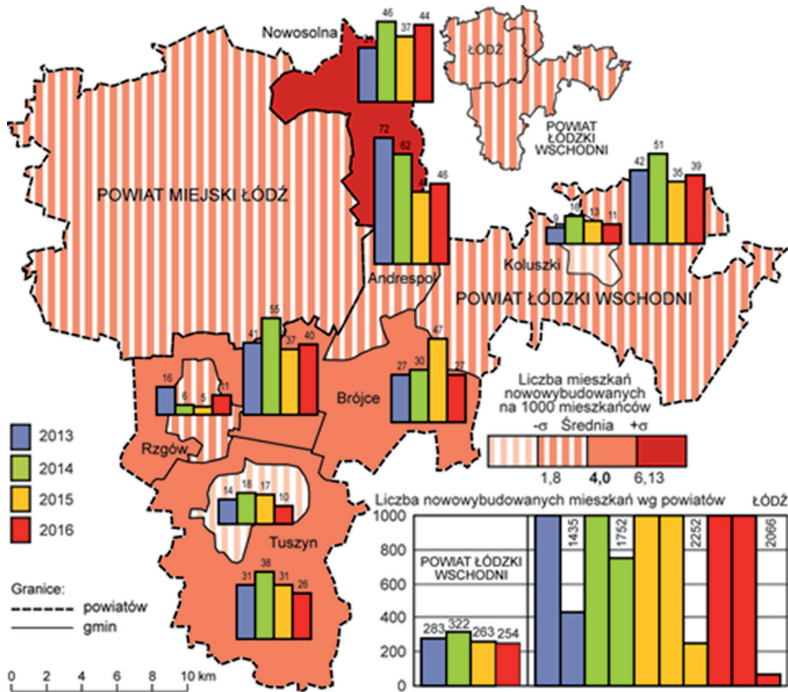 Nowosolna
46
37
44
ŁÓDŹ
POWIAT
ŁÓDZKI
WSCHODNI
72
62
46
POWIAT MIEJSKI ŁÓDŹ
42
51
35
39
9
16
13
11
Koluszki
Andrespol
POWIAT ŁÓDZKI WSCHODNI
41
55
37
40
27
30
47
27
Brójce
16
6
5
11
Rzgów
Liczba mieszkań
nowowybudowanych
na 1000 mieszkańców
-σ Średnia +σ
1,8 4,0 6,13
2013
2014
2015
2016
14
18
17
10
Tuszyn
31
38
31
26
Granice:
powiatów
gmin
0 2 4 6 8 10 km
Liczba nowowybudowanych mieszkań wg powiatów ŁÓDŹ
1000
800
600
400
200
0
POWIAT ŁÓDZKI
WSCHODNI
283
322
263
254
1435
1752
2252
2066